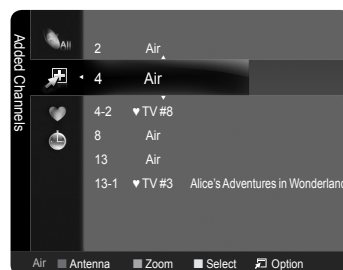 Added Channels
All
2 Air
4 Air
4-2 ♥ TV #8
8 Air
13 Air
13-1 ♥ TV #3 Alice's Adventures in Wonderland
Air Antenna Zoom Select Option